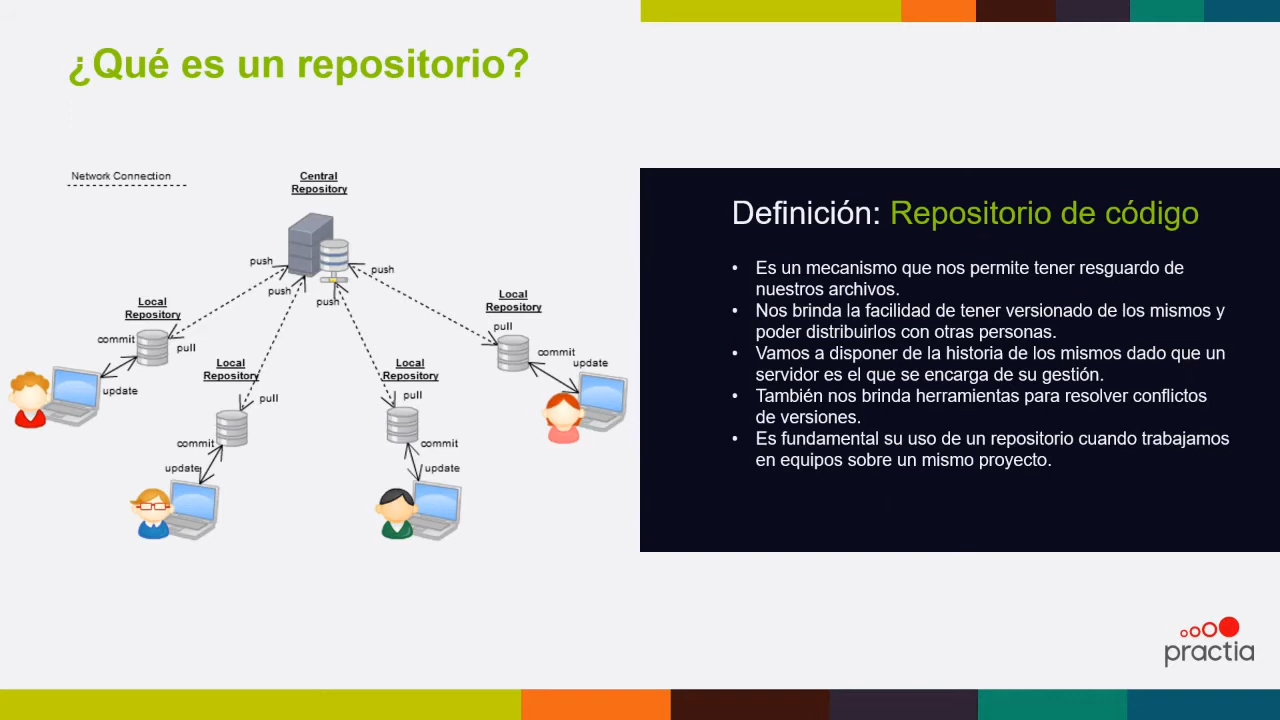 ¿Qué es un repositorio?
Network Connection
Central
Repository
push
push
push
push
Local
Repository
commit
pull
update
Local
Repository
pull
commit
update
Local
Repository
pull
commit
update
Local
Repository
pull
commit
update
Definición: Repositorio de código
• Es un mecanismo que nos permite tener resguardo de
nuestros archivos.
• Nos brinda la facilidad de tener versionado de los mismos y
poder distribuirlos con otras personas.
• Vamos a disponer de la historia de los mismos dado que un
servidor es el que se encarga de su gestión.
• También nos brinda herramientas para resolver conflictos
de versiones.
• Es fundamental su uso de un repositorio cuando trabajamos
en equipos sobre un mismo proyecto.
practia